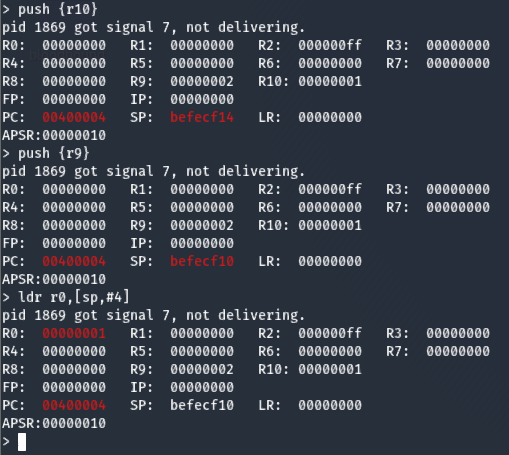 > push {r10}
pid 1869 got signal 7, not delivering.
R0: 00000000 R1: 00000000 R2: 000000ff R3: 00000000
R4: 00000000 R5: 00000000 R6: 00000000 R7: 00000000
R8: 00000000 R9: 00000002 R10: 00000001
FP: 00000000 IP: 00000000
PC: 00400004 SP: befecf14 LR: 00000000
APSR:00000010
> push {r9}
pid 1869 got signal 7, not delivering.
R0: 00000000 R1: 00000000 R2: 000000ff R3: 00000000
R4: 00000000 R5: 00000000 R6: 00000000 R7: 00000000
R8: 00000000 R9: 00000002 R10: 00000001
FP: 00000000 IP: 00000000
PC: 00400004 SP: befecf10 LR: 00000000
APSR:00000010
> ldr r0,[sp,#4]
pid 1869 got signal 7, not delivering.
R0: 00000001 R1: 00000000 R2: 000000ff R3: 00000000
R4: 00000000 R5: 00000000 R6: 00000000 R7: 00000000
R8: 00000000 R9: 00000002 R10: 00000001
FP: 00000000 IP: 00000000
PC: 00400004 SP: befecf10 LR: 00000000
APSR:00000010
>